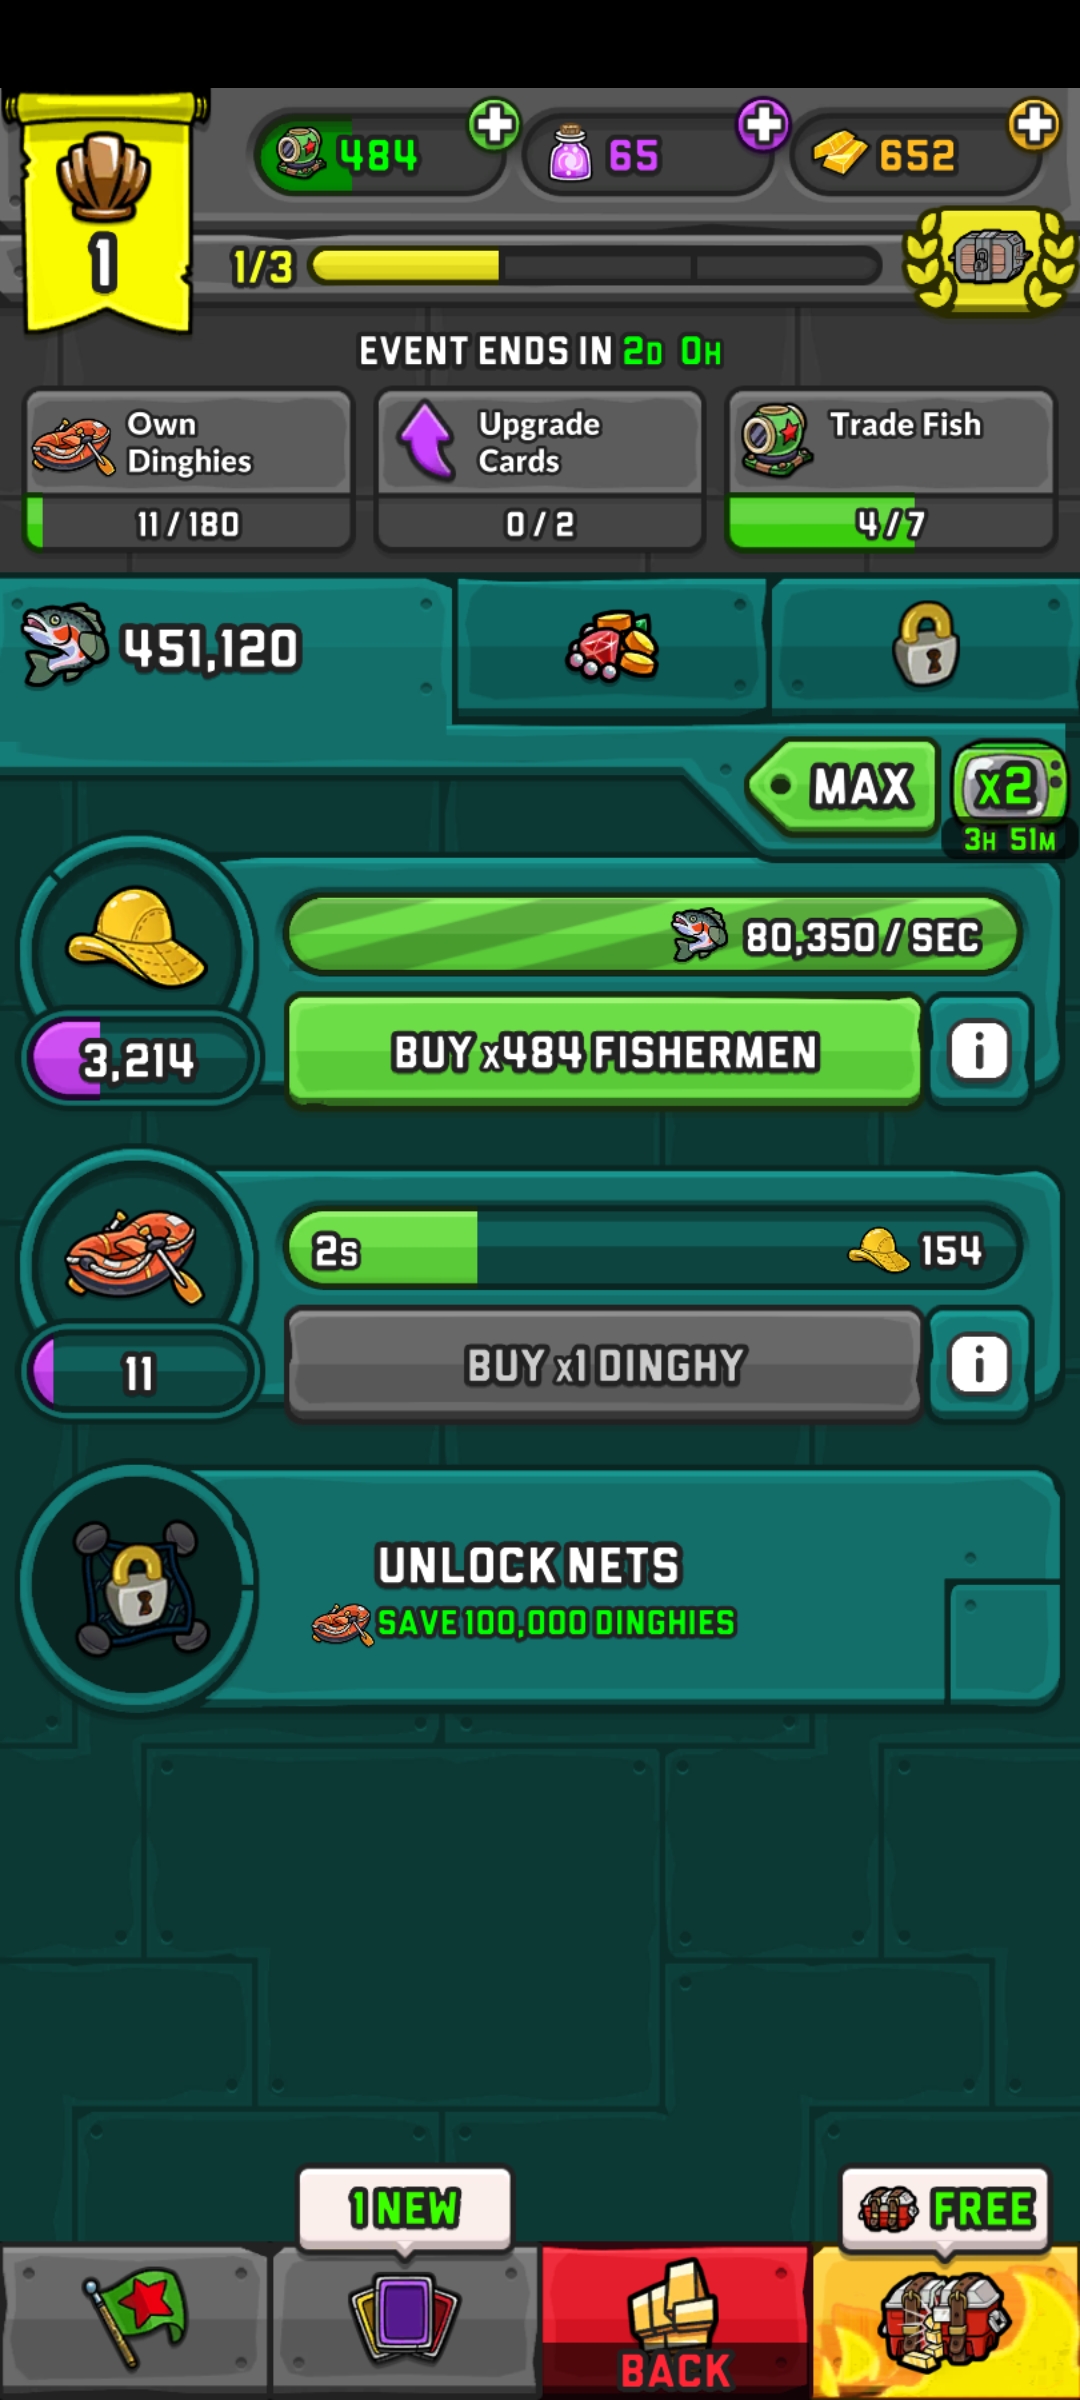 484
65
652
1
1/3
EVENT ENDS IN 2D 0H
Own
Dinghies
11 / 180
Upgrade
Cards
0 / 2
Trade Fish
4 / 7
451,120
MAX
x2
3H 51M
80,350 / SEC
3,214
BUY x484 FISHERMEN
i
2s
154
11
BUY x1 DINGHY
i
UNLOCK NETS
SAVE 100,000 DINGHIES
1 NEW
FREE
BACK